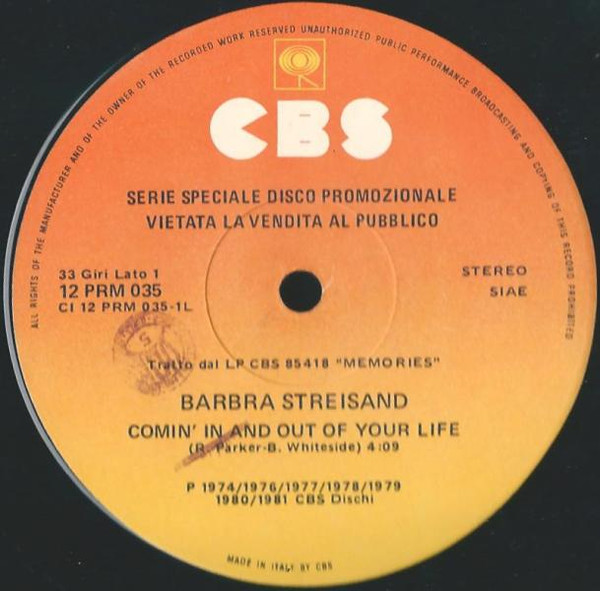 ALL RIGHTS OF THE MANUFACTURER AND OF THE OWNER OF THE RECORDED WORK RESERVED UNAUTHORIZED PUBLIC PERFORMANCE BROADCASTING AND COPYING OF THIS RECORD PROHIBITED
CBS
SERIE SPECIALE DISCO PROMOZIONALE
VIETATA LA VENDITA AL PUBBLICO
33 Giri Lato 1
12 PRM 035
CI 12 PRM 035-1L
STEREO
SIAE
Tratto dal LP CBS 85418 "MEMORIES"
BARBRA STREISAND
COMIN' IN AND OUT OF YOUR LIFE
(R. Parker-B. Whiteside) 4:09
P 1974/1976/1977/1978/1979
1980/1981 CBS Dischi
MADE IN ITALY BY CBS